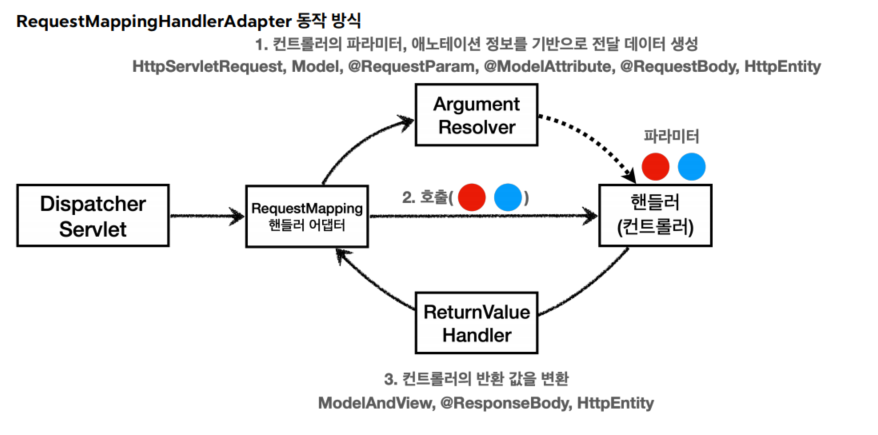 RequestMappingHandlerAdapter 동작 방식
1. 컨트롤러의 파라미터, 애노테이션 정보를 기반으로 전달 데이터 생성
HttpServletRequest, Model, @RequestParam, @ModelAttribute, @RequestBody, HttpEntity
Argument
Resolver
파라미터
Dispatcher
Servlet
RequestMapping
핸들러 어댑터
2. 호출( )
핸들러
(컨트롤러)
ReturnValue
Handler
3. 컨트롤러의 반환 값을 변환
ModelAndView, @ResponseBody, HttpEntity